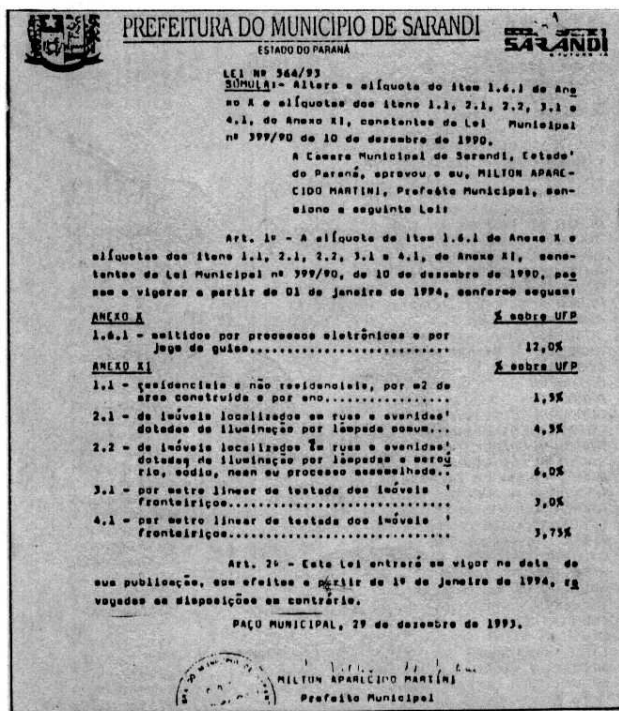 PREFEITURA DO MUNICIPIO DE SARANDI
ESTADO DO PARANÁ
SARANDI
LEI Nº 564/93
SÚMULA:- Altera a alíquota do item 1.6.1 do Ane
xo X e alíquotas dos itens 1.1, 2.1, 2.2, 3.1 e
4.1, do Anexo XI, constantes da Lei Municipal
nº 399/90 de 10 de dezembro de 1990.
A Câmara Municipal de Sarandi, Estado'
do Paraná, aprovou e eu, MILTON APARE-
CIDO MARTINI, Prefeito Municipal, san-
ciono a seguinte Lei:
Art. 1º - A alíquota do item 1.6.1 do Anexo X e
alíquotas dos itens 1.1, 2.1, 2.2, 3.1 e 4.1, do Anexo XI, cons-
tantes da Lei Municipal nº 399/90, de 10 de dezembro de 1990, pas
sam a vigorar a partir de 01 de janeiro de 1994, conforme seguem:
ANEXO X % sobre UFP
1.6.1 - emitidos por processos eletrônicos e por
jogo de guias............................ 12,0%
ANEXO XI % sobre UFP
1.1 - residenciais e não residenciais, por m2 de
área construída e por ano................ 1,5%
2.1 - de imóveis localizados em ruas e avenidas'
dotadas de iluminação por lâmpada comum... 4,5%
2.2 - de imóveis localizados em ruas e avenidas'
dotadas de iluminação por lâmpadas a mercú
rio, sódio, neon ou processo assemelhado.. 6,0%
3.1 - por metro linear de testada dos imóveis '
fronteiriços.............................. 3,0%
4.1 - por metro linear de testada dos imóveis '
fronteiriços.............................. 3,75%
Art. 2º - Esta Lei entrará em vigor na data de
sua publicação, com efeitos a partir de 1º de janeiro de 1994, re
vogadas as disposições em contrário.
PAÇO MUNICIPAL, 29 de dezembro de 1993.
MILTON APARECIDO MARTINI
Prefeito Municipal